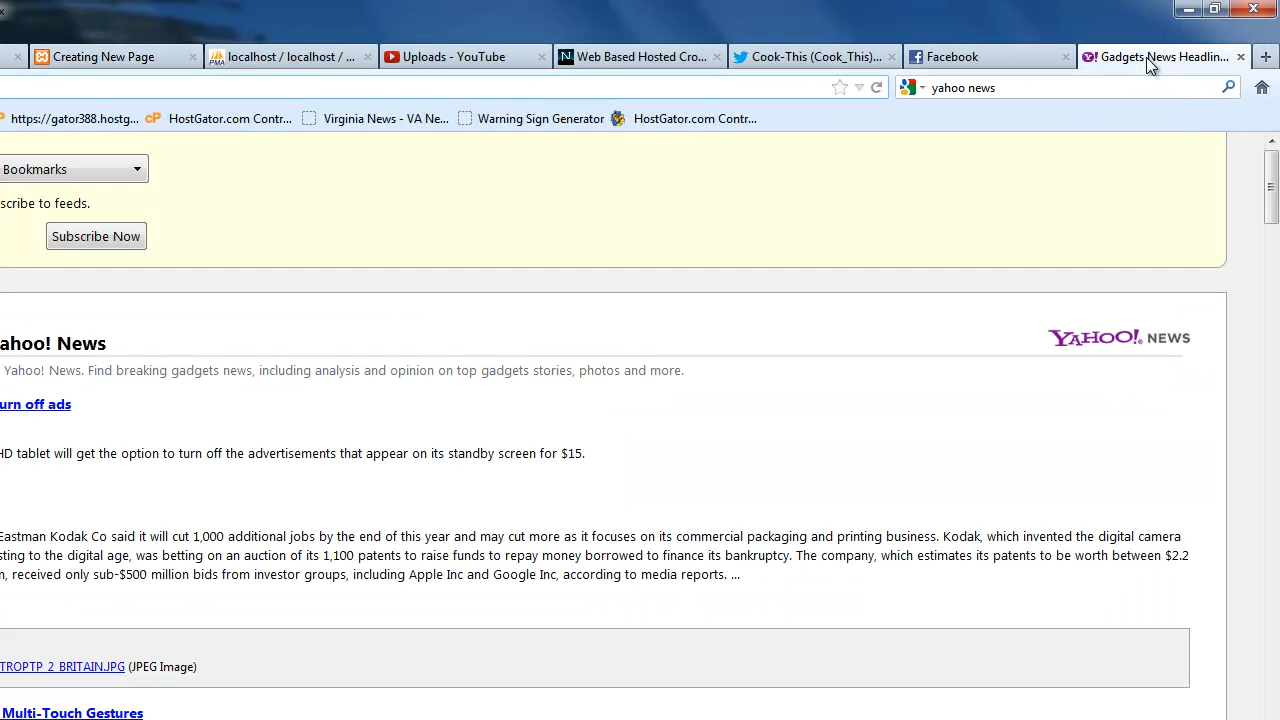 Creating New Page
localhost / localhost / ...
Uploads - YouTube
Web Based Hosted Cro...
Cook-This (Cook_This)...
Facebook
Gadgets News Headlin...
yahoo news
https://gator388.hostg...
HostGator.com Contr...
Virginia News - VA Ne...
Warning Sign Generator
HostGator.com Contr...
Bookmarks
scribe to feeds.
Subscribe Now
ahoo! News
YAHOO! NEWS
Yahoo! News. Find breaking gadgets news, including analysis and opinion on top gadgets stories, photos and more.
urn off ads
HD tablet will get the option to turn off the advertisements that appear on its standby screen for $15.
Eastman Kodak Co said it will cut 1,000 additional jobs by the end of this year and may cut more as it focuses on its commercial packaging and printing business. Kodak, which invented the digital camera
sting to the digital age, was betting on an auction of its 1,100 patents to raise funds to repay money borrowed to finance its bankruptcy. The company, which estimates its patents to be worth between $2.2
n, received only sub-$500 million bids from investor groups, including Apple Inc and Google Inc, according to media reports. ...
TROPTP_2_BRITAIN.JPG (JPEG Image)
Multi-Touch Gestures